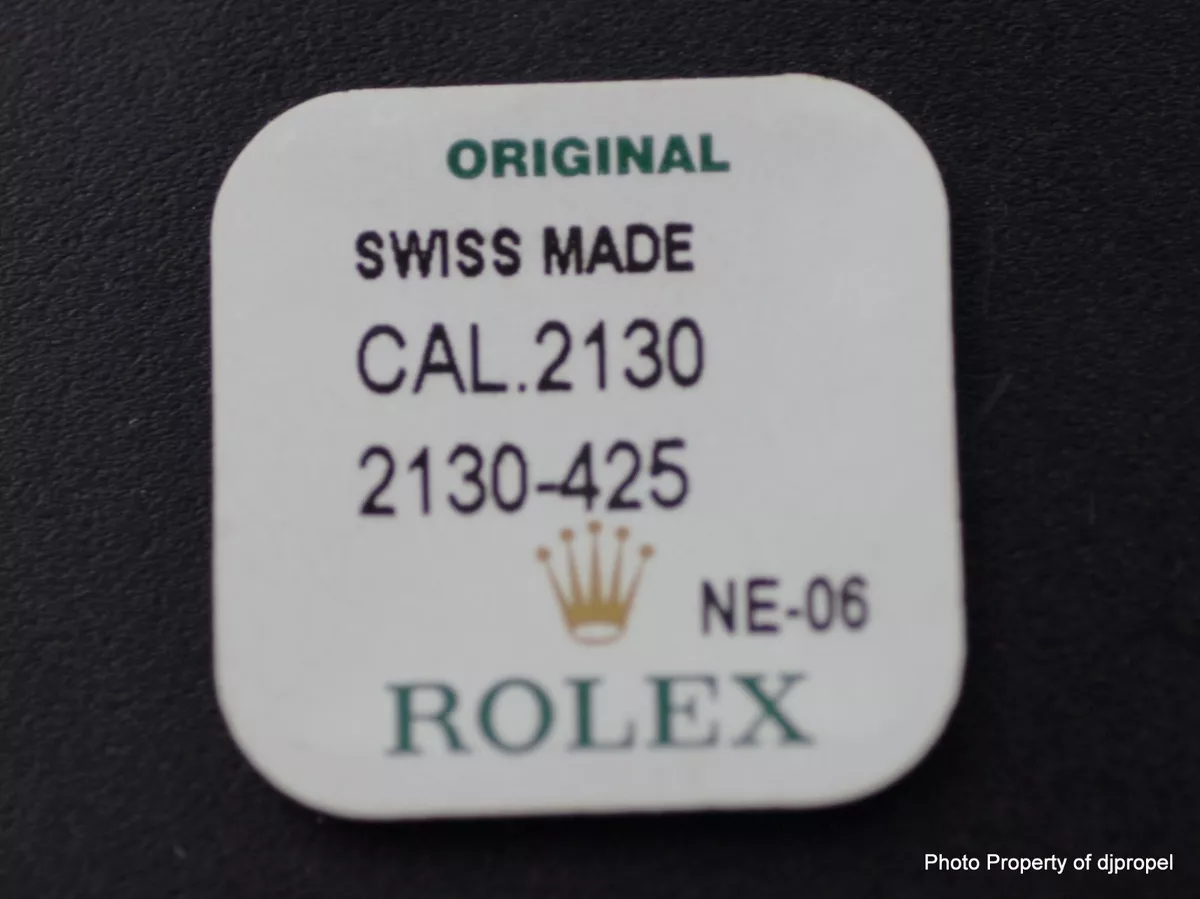 ORIGINAL
SWISS MADE
CAL.2130
2130-425
NE-06
ROLEX
Photo Property of djpropel